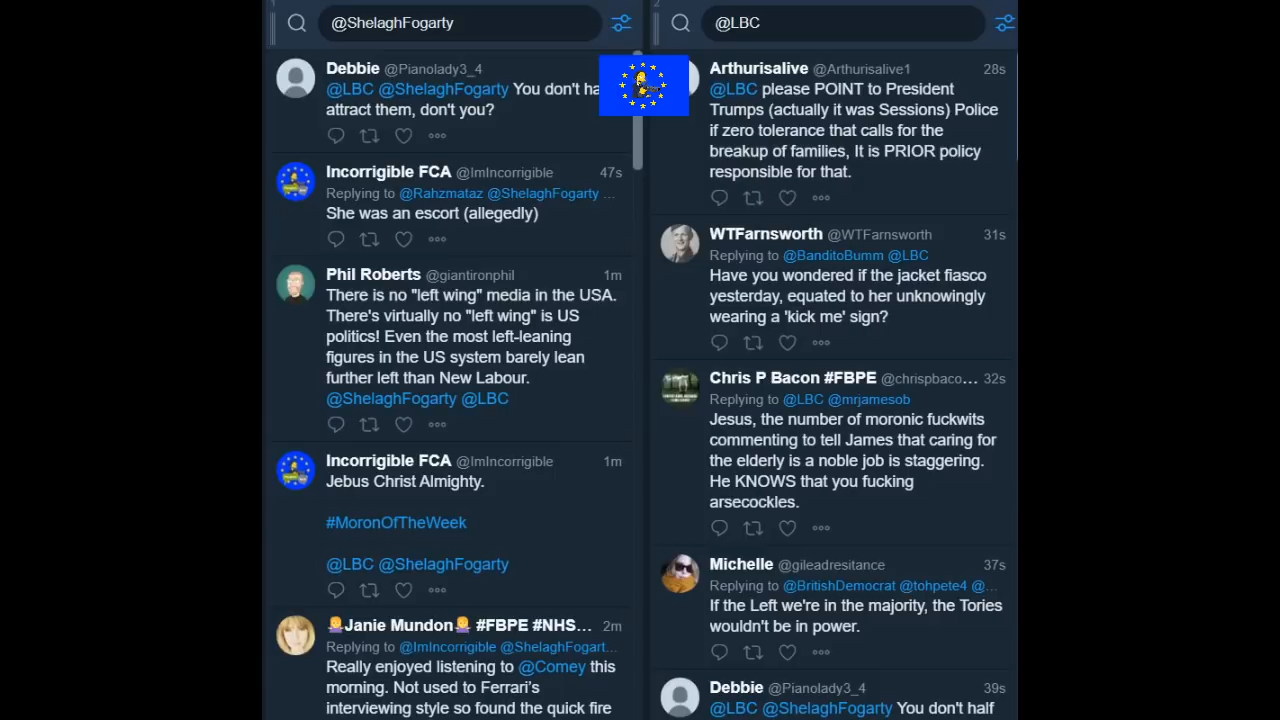 @ShelaghFogarty
Debbie @Pianolady3_4
@LBC @ShelaghFogarty You don't ha
attract them, don't you?
Incorrigible FCA @ImIncorrigible 47s
Replying to @Rahzmataz @ShelaghFogarty ...
She was an escort (allegedly)
Phil Roberts @giantironphil 1m
There is no "left wing" media in the USA.
There's virtually no "left wing" is US
politics! Even the most left-leaning
figures in the US system barely lean
further left than New Labour.
@ShelaghFogarty @LBC
Incorrigible FCA @ImIncorrigible 1m
Jebus Christ Almighty.
#MoronOfTheWeek
@LBC @ShelaghFogarty
Janie Mundon #FBPE #NHS... 2m
Replying to @ImIncorrigible @ShelaghFogart...
Really enjoyed listening to @Comey this
morning. Not used to Ferrari's
interviewing style so found the quick fire
2
@LBC
Arthurisalive @Arthurisalive1 28s
@LBC please POINT to President
Trumps (actually it was Sessions) Police
if zero tolerance that calls for the
breakup of families, It is PRIOR policy
responsible for that.
WTFarnsworth @WTFarnsworth 31s
Replying to @BanditoBumm @LBC
Have you wondered if the jacket fiasco
yesterday, equated to her unknowingly
wearing a 'kick me' sign?
Chris P Bacon #FBPE @chrispbaco... 32s
Replying to @LBC @mrjamesob
Jesus, the number of moronic fuckwits
commenting to tell James that caring for
the elderly is a noble job is staggering.
He KNOWS that you fucking
arsecockles.
Michelle @gileadresitance 37s
Replying to @BritishDemocrat @tohpete4 @...
If the Left we're in the majority, the Tories
wouldn't be in power.
Debbie @Pianolady3_4 39s
@LBC @ShelaghFogarty You don't half